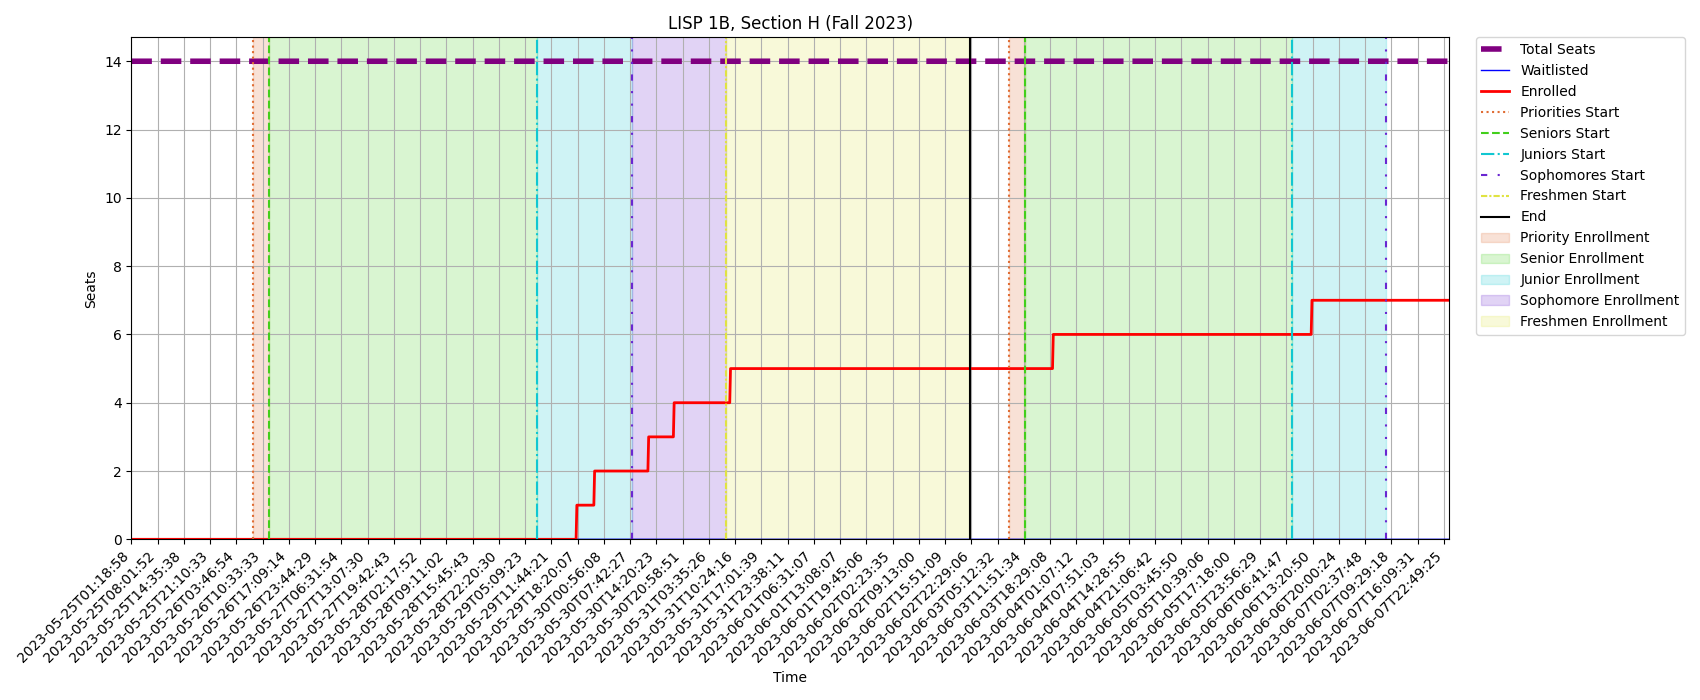 LISP 1B, Section H (Fall 2023)
Seats
14
12
10
8
6
4
2
0
2023-05-25T01:18:58
2023-05-25T08:01:52
2023-05-25T14:35:38
2023-05-25T21:10:33
2023-05-26T03:46:54
2023-05-26T10:33:33
2023-05-26T17:09:14
2023-05-26T23:44:29
2023-05-27T06:31:54
2023-05-27T13:07:30
2023-05-27T19:42:43
2023-05-28T02:17:52
2023-05-28T09:11:02
2023-05-28T15:45:43
2023-05-28T22:20:30
2023-05-29T05:09:23
2023-05-29T11:44:21
2023-05-29T18:20:07
2023-05-30T00:56:08
2023-05-30T07:42:27
2023-05-30T14:20:23
2023-05-30T20:58:51
2023-05-31T03:35:26
2023-05-31T10:24:16
2023-05-31T17:01:39
2023-05-31T23:38:11
2023-06-01T06:31:07
2023-06-01T13:08:07
2023-06-01T19:45:06
2023-06-02T02:23:35
2023-06-02T09:13:00
2023-06-02T15:51:09
2023-06-02T22:29:06
2023-06-03T05:12:32
2023-06-03T11:51:34
2023-06-03T18:29:08
2023-06-04T01:07:12
2023-06-04T07:51:03
2023-06-04T14:28:55
2023-06-04T21:06:42
2023-06-05T03:45:50
2023-06-05T10:39:06
2023-06-05T17:18:00
2023-06-05T23:56:29
2023-06-06T06:41:47
2023-06-06T13:20:50
2023-06-06T20:00:24
2023-06-07T02:37:48
2023-06-07T09:29:18
2023-06-07T16:09:31
2023-06-07T22:49:25
Time
Total Seats
Waitlisted
Enrolled
Priorities Start
Seniors Start
Juniors Start
Sophomores Start
Freshmen Start
End
Priority Enrollment
Senior Enrollment
Junior Enrollment
Sophomore Enrollment
Freshmen Enrollment